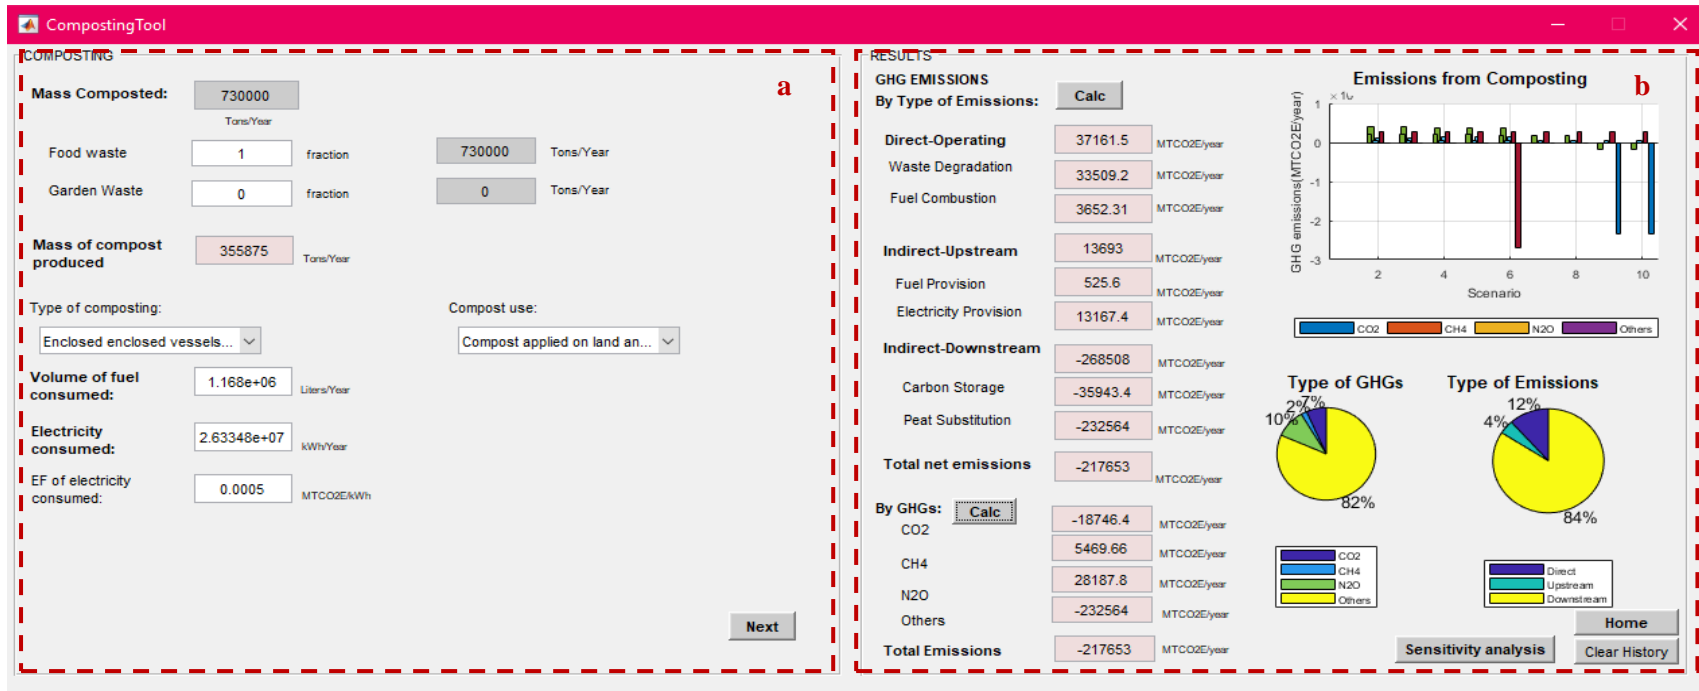 CompostingTool
COMPOSTING
a
Mass Composted:
730000
Tons/Year
Food waste
1
fraction
730000
Tons/Year
Garden Waste
0
fraction
0
Tons/Year
Mass of compost
produced
355875
Tons/Year
Type of composting:
Compost use:
Enclosed enclosed vessels...
Compost applied on land an...
Volume of fuel
consumed:
1.168e+06
Liters/Year
Electricity
consumed:
2.63348e+07
kWh/Year
EF of electricity
consumed:
0.0005
MTCO2E/kWh
Next
RESULTS
b
GHG EMISSIONS
By Type of Emissions:
Calc
Direct-Operating
37161.5
MTCO2E/year
Waste Degradation
33509.2
MTCO2E/year
Fuel Combustion
3652.31
MTCO2E/year
Indirect-Upstream
13693
MTCO2E/year
Fuel Provision
525.6
MTCO2E/year
Electricity Provision
13167.4
MTCO2E/year
Indirect-Downstream
-268508
MTCO2E/year
Carbon Storage
-35943.4
MTCO2E/year
Peat Substitution
-232564
MTCO2E/year
Total net emissions
-217653
MTCO2E/year
By GHGs:
Calc
CO2
-18746.4
MTCO2E/year
CH4
5469.66
MTCO2E/year
N2O
28187.8
MTCO2E/year
Others
-232564
MTCO2E/year
Total Emissions
-217653
MTCO2E/year
Emissions from Composting
GHG emissions(MTCO2E/year)
1
0
-1
-2
-3
2
4
6
8
10
Scenario
CO2
CH4
N2O
Others
Type of GHGs
7%
2%
10%
82%
CO2
CH4
N2O
Others
Type of Emissions
12%
4%
84%
Direct
Upstream
Downstream
Home
Sensitivity analysis
Clear History